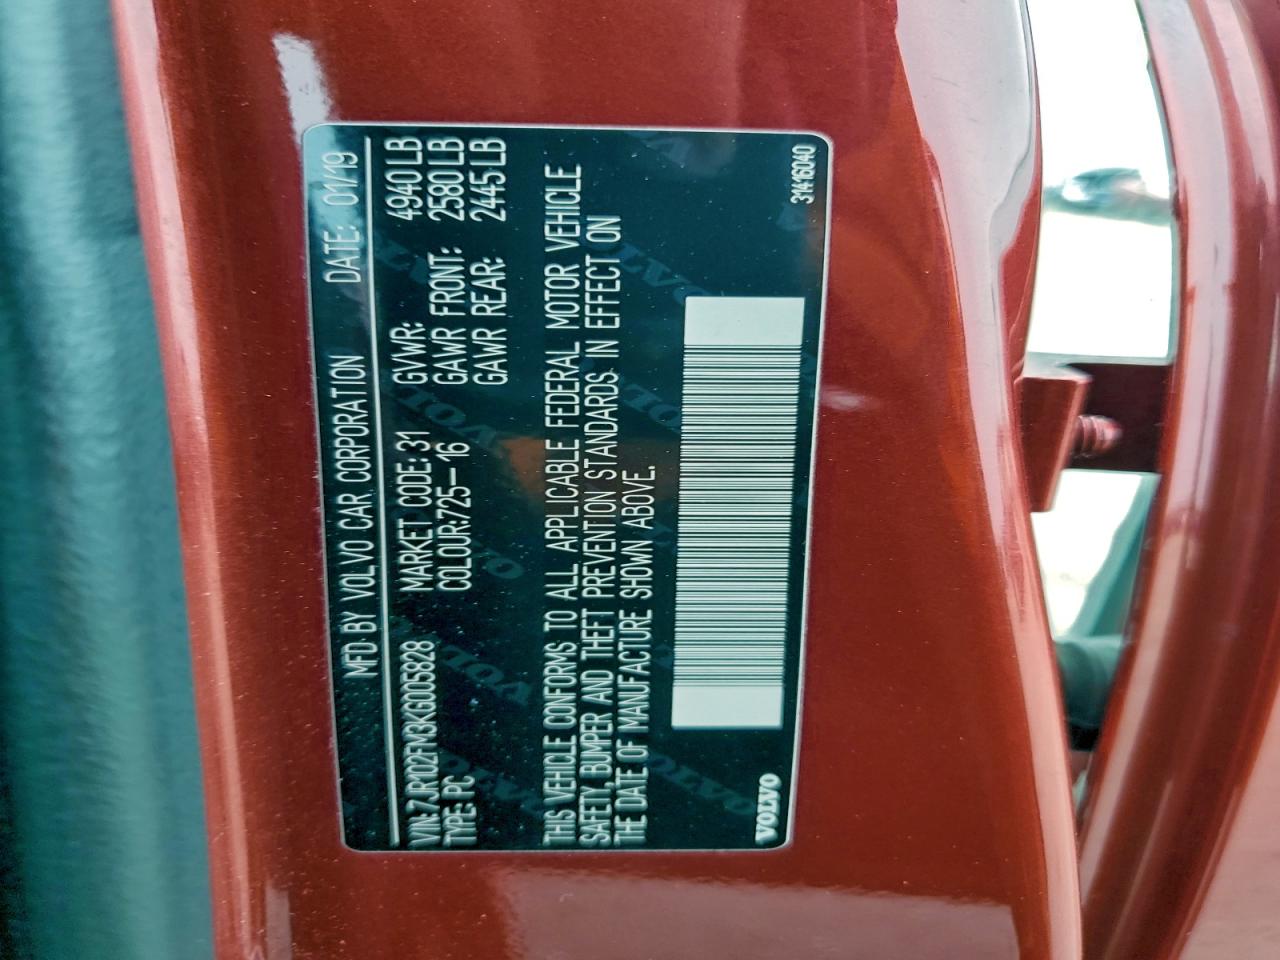 MFD BY VOLVO CAR CORPORATION DATE: 01/19
VIN: 7JR102FM3KG005828 MARKET CODE: 31 GVWR: 4940 LB
TYPE: PC COLOUR: 725-16 GAWR FRONT: 2580 LB
GAWR REAR: 2445 LB
THIS VEHICLE CONFORMS TO ALL APPLICABLE FEDERAL MOTOR VEHICLE
SAFETY, BUMPER AND THEFT PREVENTION STANDARDS IN EFFECT ON
THE DATE OF MANUFACTURE SHOWN ABOVE.
VOLVO 31416040